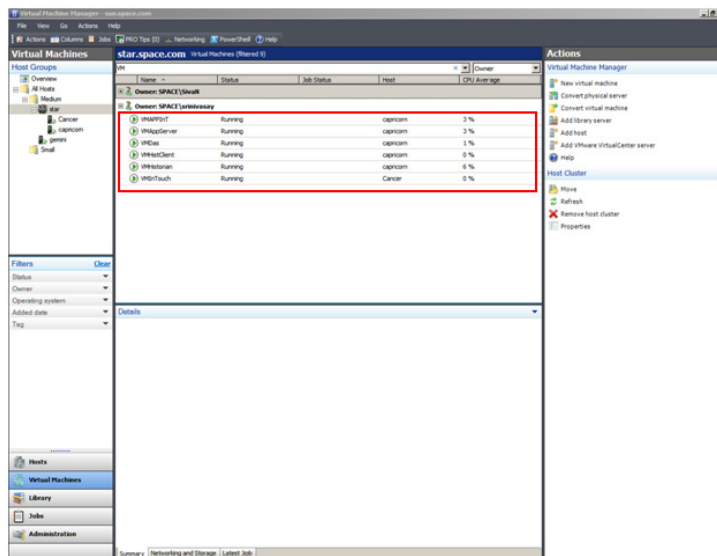 Virtual Machine Manager - svn.space.com
File View Go Actions Help
Actions Columns Jobs PRO Tips (0) Networking PowerShell Help
Virtual Machines
Host Groups
Overview
All Hosts
Medium
star
Cancer
capricorn
gemini
Small
Filters Clear
Status
Owner
Operating system
Added date
Tag
Hosts
Virtual Machines
Library
Jobs
Administration
star.space.com Virtual Machines (filtered 9)
VM Owner
Name Status Job Status Host CPU Average
Owner: SPACE\SivaN
Owner: SPACE\srinivasay
VMAPPInT Running capricorn 3 %
VMAppServer Running capricorn 3 %
VMDas Running capricorn 1 %
VMHistClient Running capricorn 0 %
VMHistorian Running capricorn 6 %
VMInTouch Running Cancer 0 %
Details
Summary Networking and Storage Latest Job
Actions
Virtual Machine Manager
New virtual machine
Convert physical server
Convert virtual machine
Add library server
Add host
Add VMware VirtualCenter server
Help
Host Cluster
Move
Refresh
Remove host cluster
Properties